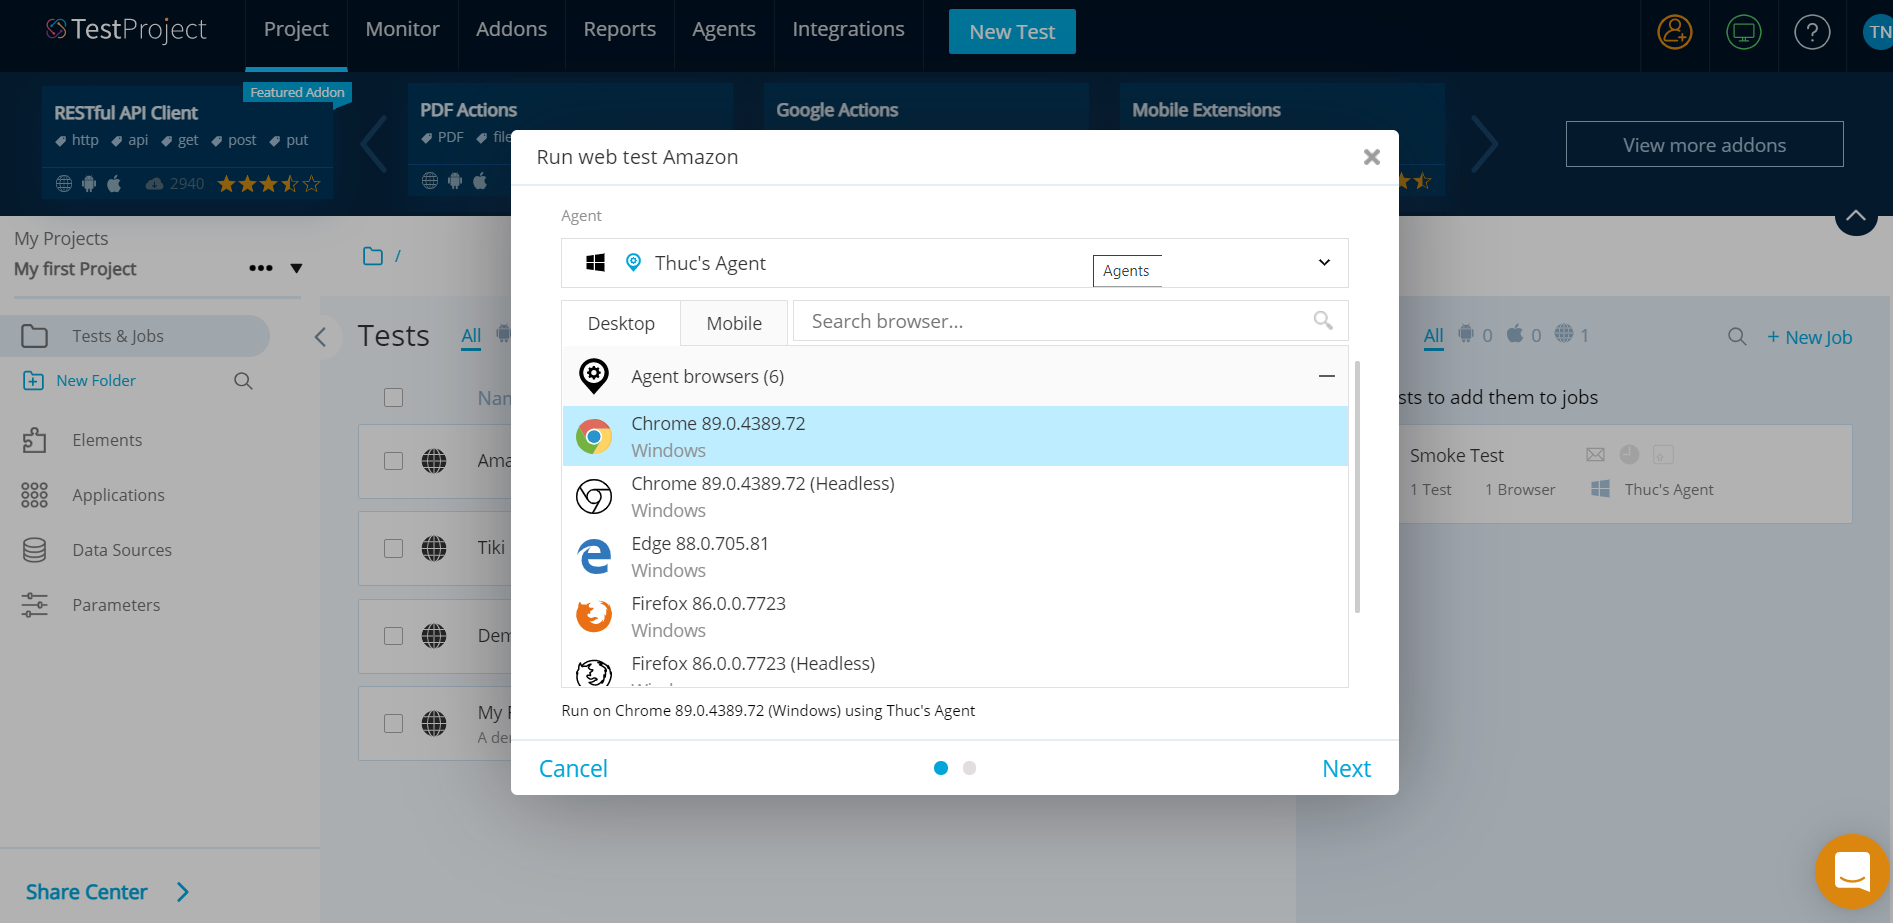 TestProject
Project
Monitor
Addons
Reports
Agents
Integrations
New Test
TN
Featured Addon
RESTful API Client
http api get post put
2940
PDF Actions
PDF file
Google Actions
Mobile Extensions
View more addons
My Projects
My first Project
Tests & Jobs
New Folder
Elements
Applications
Data Sources
Parameters
Share Center
/
Tests
All
Nan
Ama
Tiki
Dem
My
A de
Run web test Amazon
Agent
Thuc's Agent
Agents
Desktop
Mobile
Search browser...
Agent browsers (6)
Chrome 89.0.4389.72
Windows
Chrome 89.0.4389.72 (Headless)
Windows
Edge 88.0.705.81
Windows
Firefox 86.0.0.7723
Windows
Firefox 86.0.0.7723 (Headless)
Run on Chrome 89.0.4389.72 (Windows) using Thuc's Agent
Cancel
Next
All 0 0 1
+ New Job
sts to add them to jobs
Smoke Test
1 Test 1 Browser Thuc's Agent